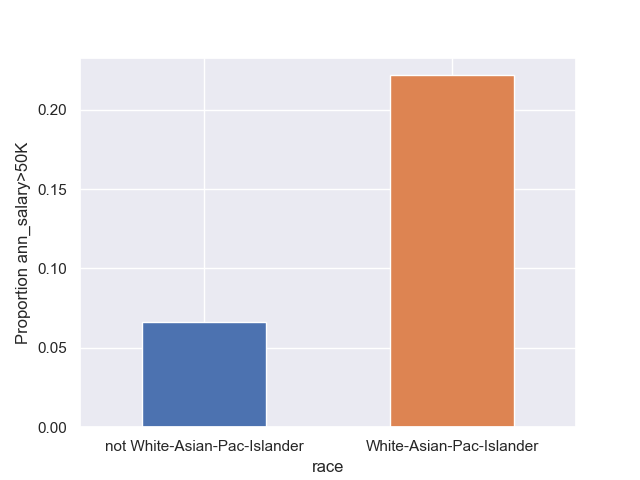 Proportion ann_salary>50K
0.20
0.15
0.10
0.05
0.00
not White-Asian-Pac-Islander
White-Asian-Pac-Islander
race